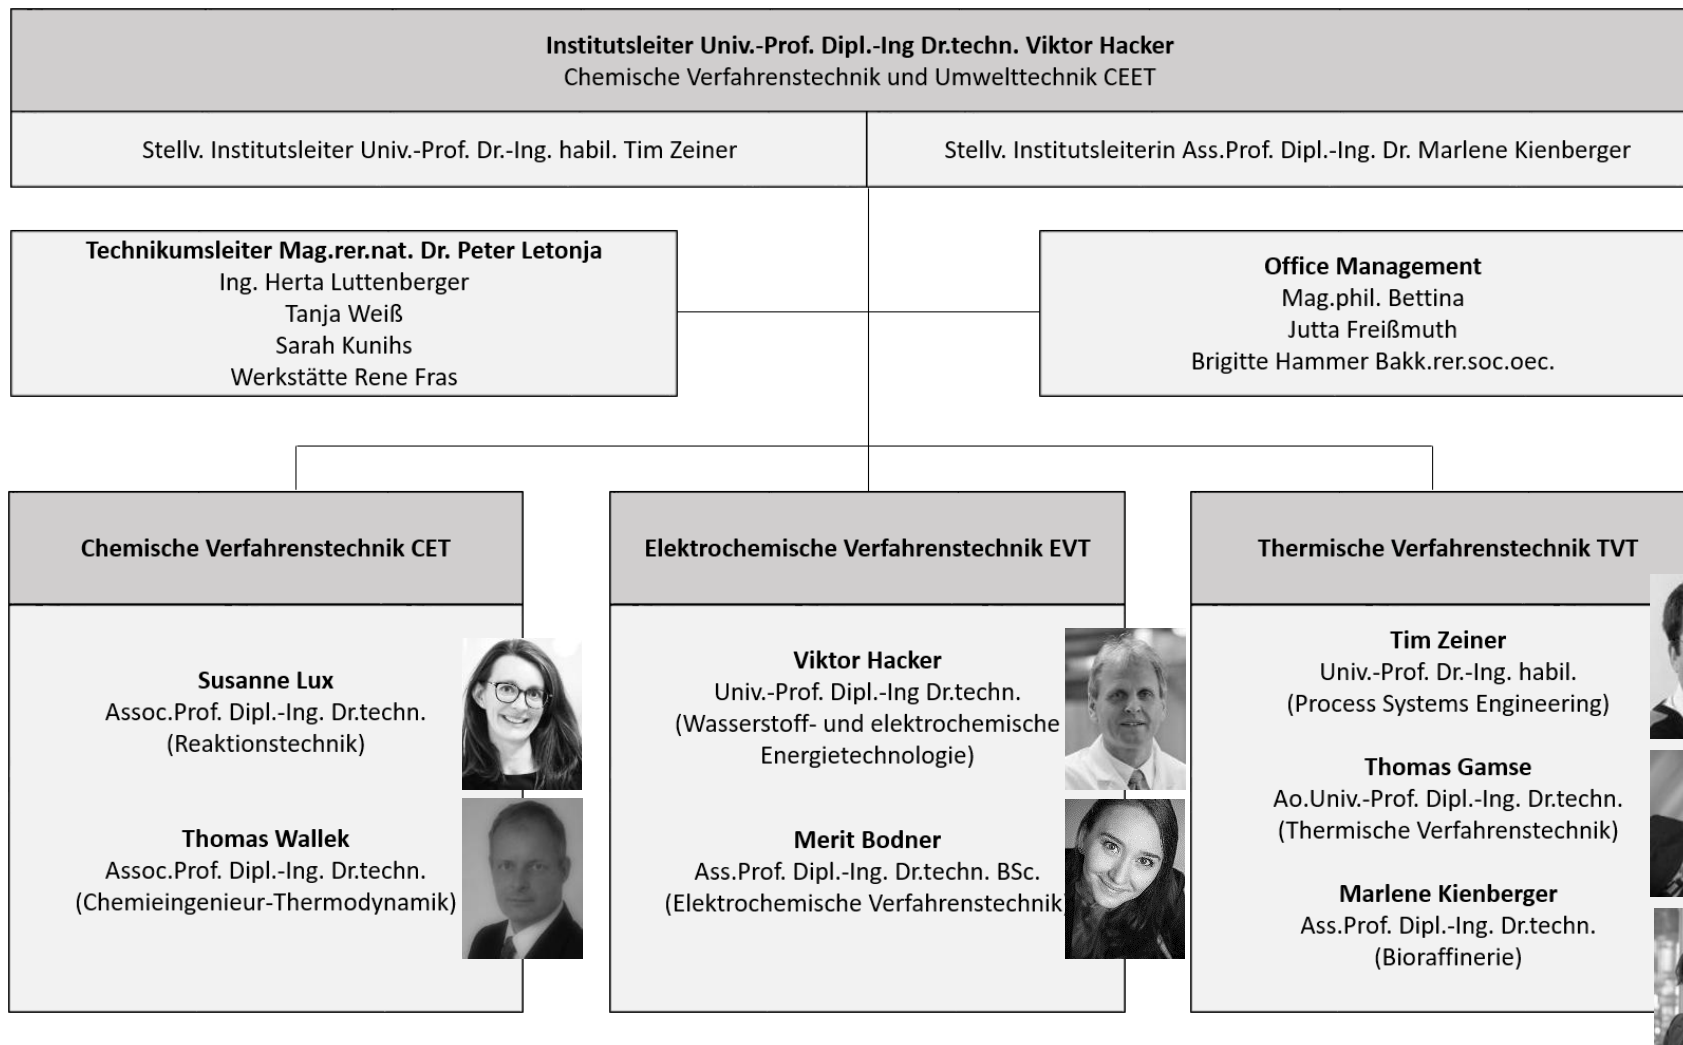 Institutsleiter Univ.-Prof. Dipl.-Ing Dr.techn. Viktor Hacker
Chemische Verfahrenstechnik und Umwelttechnik CEET
Stellv. Institutsleiter Univ.-Prof. Dr.-Ing. habil. Tim Zeiner
Stellv. Institutsleiterin Ass.Prof. Dipl.-Ing. Dr. Marlene Kienberger
Technikumsleiter Mag.rer.nat. Dr. Peter Letonja
Ing. Herta Luttenberger
Tanja Weiß
Sarah Kunihs
Werkstätte Rene Fras
Office Management
Mag.phil. Bettina
Jutta Freißmuth
Brigitte Hammer Bakk.rer.soc.oec.
Chemische Verfahrenstechnik CET
Susanne Lux
Assoc.Prof. Dipl.-Ing. Dr.techn.
(Reaktionstechnik)
Thomas Wallek
Assoc.Prof. Dipl.-Ing. Dr.techn.
(Chemieingenieur-Thermodynamik)
Elektrochemische Verfahrenstechnik EVT
Viktor Hacker
Univ.-Prof. Dipl.-Ing Dr.techn.
(Wasserstoff- und elektrochemische
Energietechnologie)
Merit Bodner
Ass.Prof. Dipl.-Ing. Dr.techn. BSc.
(Elektrochemische Verfahrenstechnik)
Thermische Verfahrenstechnik TVT
Tim Zeiner
Univ.-Prof. Dr.-Ing. habil.
(Process Systems Engineering)
Thomas Gamse
Ao.Univ.-Prof. Dipl.-Ing. Dr.techn.
(Thermische Verfahrenstechnik)
Marlene Kienberger
Ass.Prof. Dipl.-Ing. Dr.techn.
(Bioraffinerie)